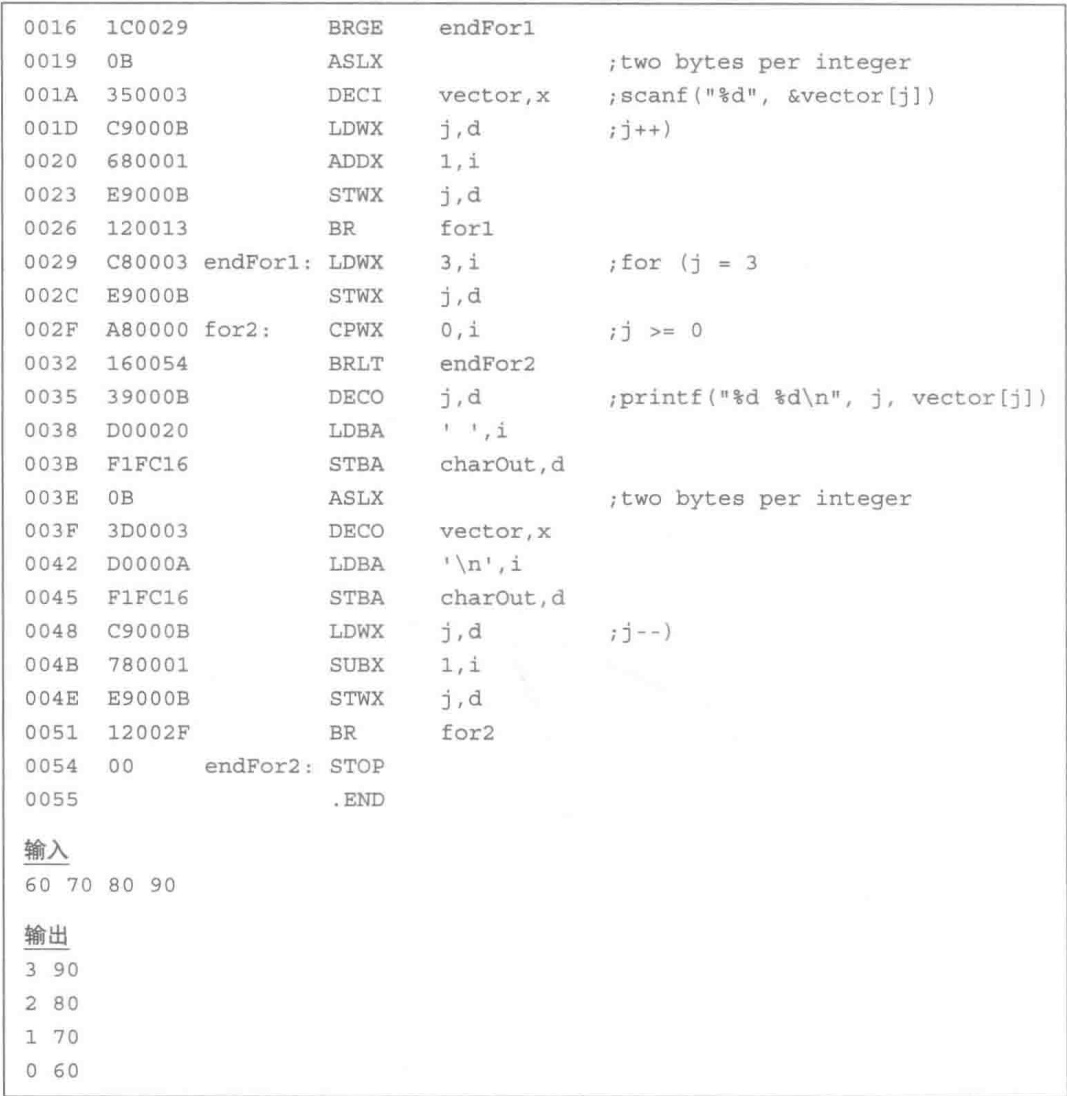 0016 1C0029 BRGE endFor1
0019 0B ASLX ;two bytes per integer
001A 350003 DECI vector,x ;scanf("%d", &vector[j])
001D C9000B LDWX j,d ;j++)
0020 680001 ADDX 1,i
0023 E9000B STWX j,d
0026 120013 BR for1
0029 C80003 endFor1: LDWX 3,i ;for (j = 3
002C E9000B STWX j,d
002F A80000 for2: CPWX 0,i ;j >= 0
0032 160054 BRLT endFor2
0035 39000B DECO j,d ;printf("%d %d\n", j, vector[j])
0038 D00020 LDBA ' ',i
003B F1FC16 STBA charOut,d
003E 0B ASLX ;two bytes per integer
003F 3D0003 DECO vector,x
0042 D0000A LDBA '\n',i
0045 F1FC16 STBA charOut,d
0048 C9000B LDWX j,d ;j--)
004B 780001 SUBX 1,i
004E E9000B STWX j,d
0051 12002F BR for2
0054 00 endFor2: STOP
0055 .END
输入
60 70 80 90
输出
3 90
2 80
1 70
0 60